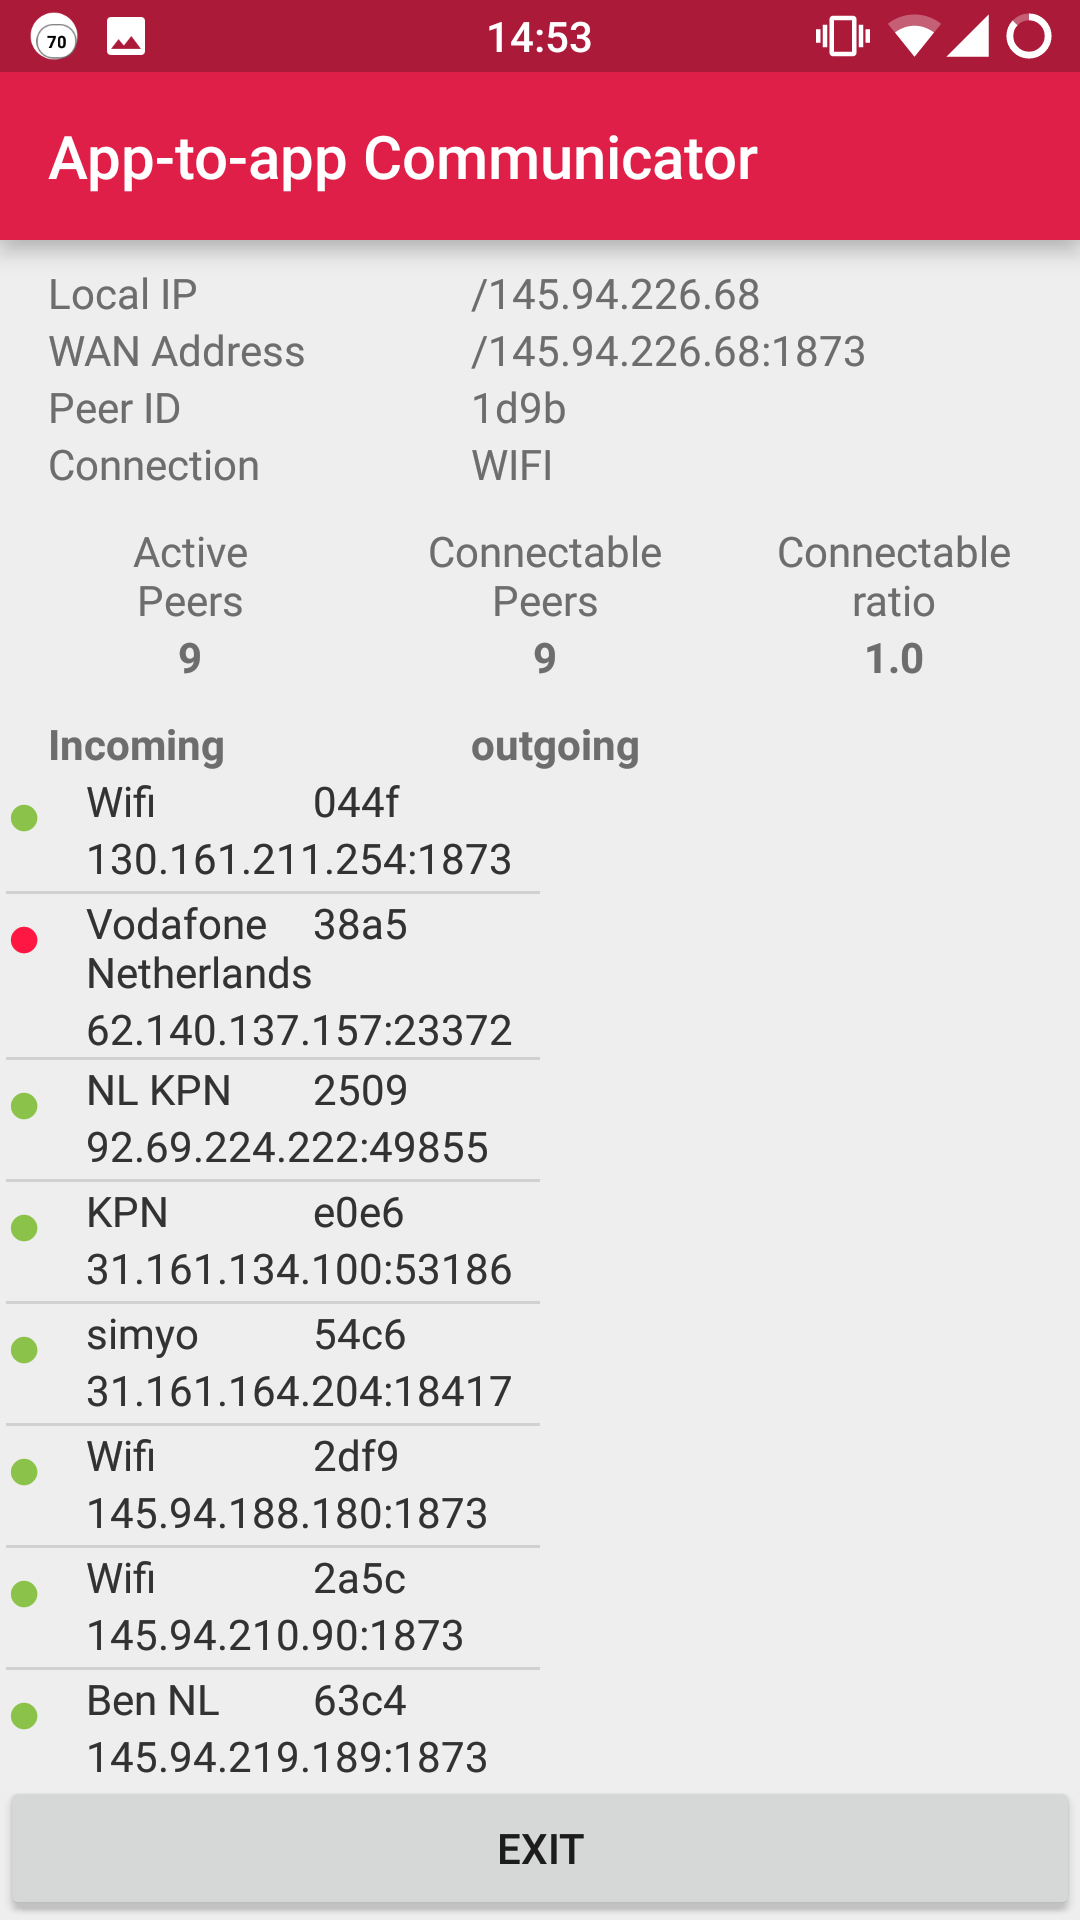 70
14:53
App-to-app Communicator
Local IP /145.94.226.68
WAN Address /145.94.226.68:1873
Peer ID 1d9b
Connection WIFI
Active Connectable Connectable
Peers Peers ratio
9 9 1.0
Incoming outgoing
Wifi 044f
130.161.211.254:1873
Vodafone 38a5
Netherlands
62.140.137.157:23372
NL KPN 2509
92.69.224.222:49855
KPN e0e6
31.161.134.100:53186
simyo 54c6
31.161.164.204:18417
Wifi 2df9
145.94.188.180:1873
Wifi 2a5c
145.94.210.90:1873
Ben NL 63c4
145.94.219.189:1873
EXIT